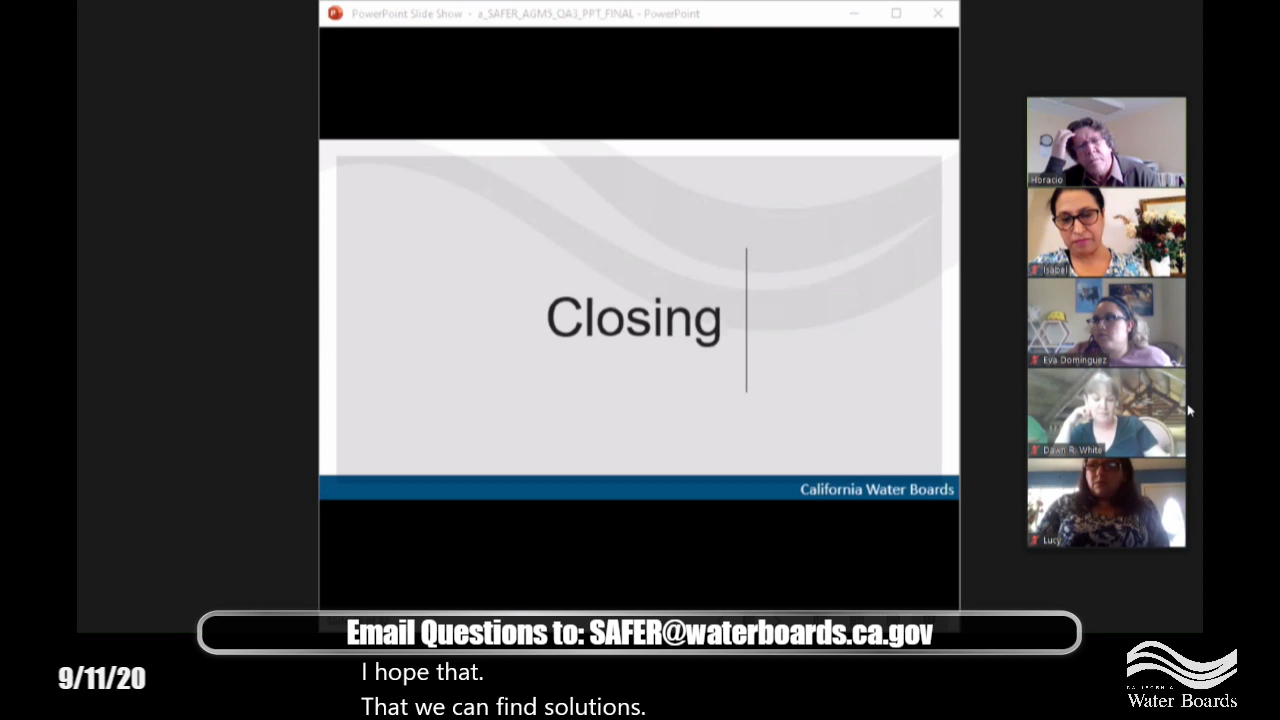 PowerPoint Slide Show - a_SAFER_AGM5_QA3_PPT_FINAL - PowerPoint
Closing
California Water Boards
Horacio
Isabel
Eva Dominguez
Dawn R. White
Lucy
Email Questions to: SAFER@waterboards.ca.gov
9/11/20
I hope that.
That we can find solutions.
CALIFORNIA
Water Boards